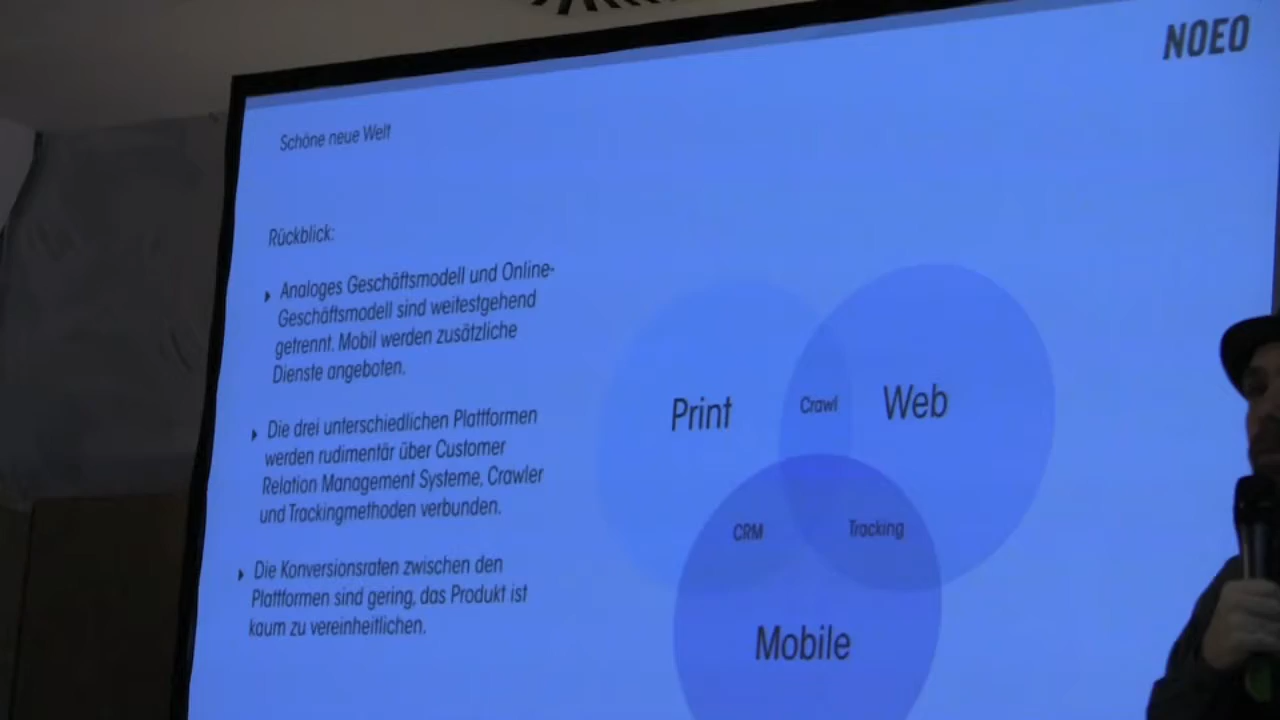 NOEO
Schöne neue Welt
Rückblick:
Analoges Geschäftsmodell und Online-
Geschäftsmodell sind weitestgehend
getrennt. Mobil werden zusätzliche
Dienste angeboten.
Die drei unterschiedlichen Plattformen
werden rudimentär über Customer
Relation Management Systeme, Crawler
und Trackingmethoden verbunden.
Die Konversionsraten zwischen den
Plattformen sind gering, das Produkt ist
kaum zu vereinheitlichen.
Print
Crawl
Web
CRM
Tracking
Mobile